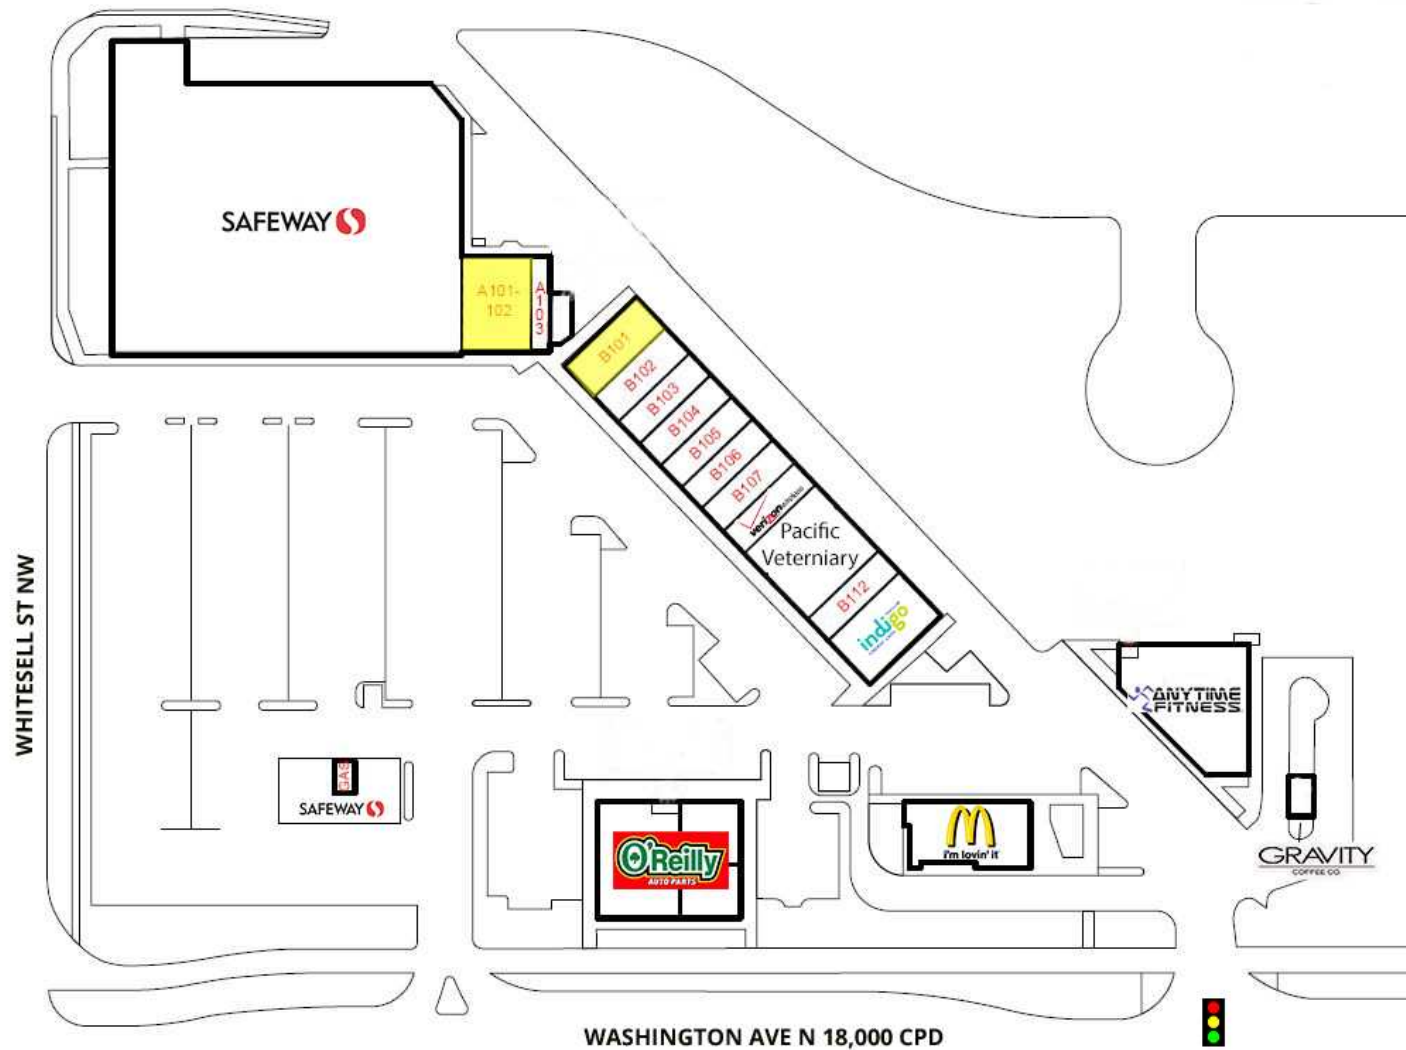 SAFEWAY
A101-
102
A
1
0
3
B101
B102
B103
B104
B105
B106
B107
verizon
Pacific
Veterniary
B112
indigo
WHITESELL ST NW
ANYTIME
FITNESS
GAS
SAFEWAY
O'Reilly
AUTO PARTS
i'm lovin' it
GRAVITY
COFFEE CO.
WASHINGTON AVE N 18,000 CPD